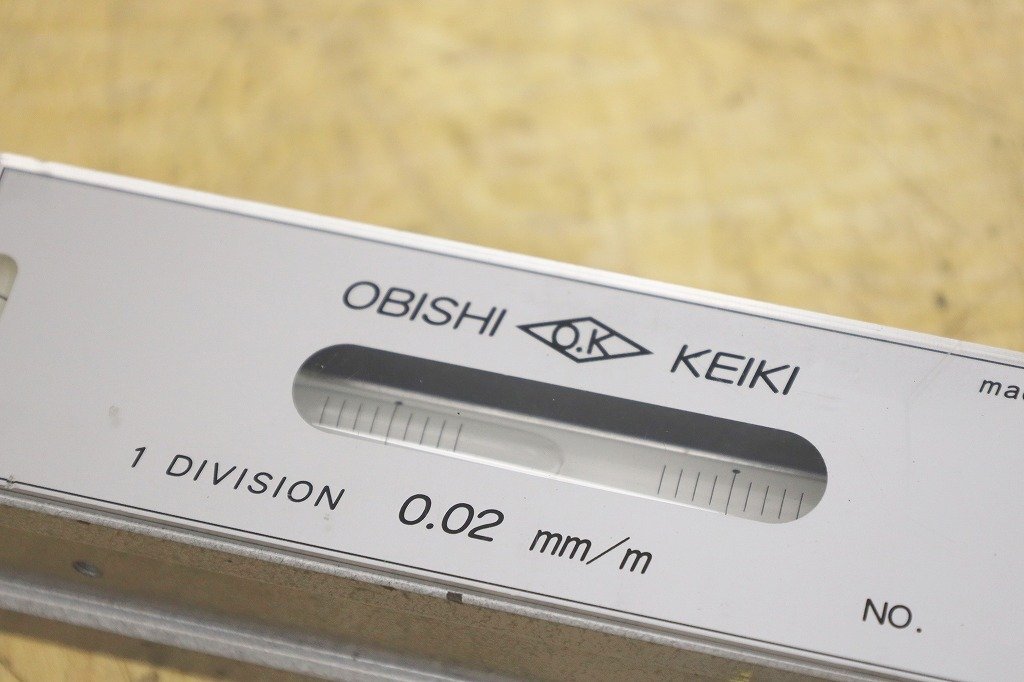 OBISHI O.K KEIKI
1 DIVISION 0.02 mm/m
NO.